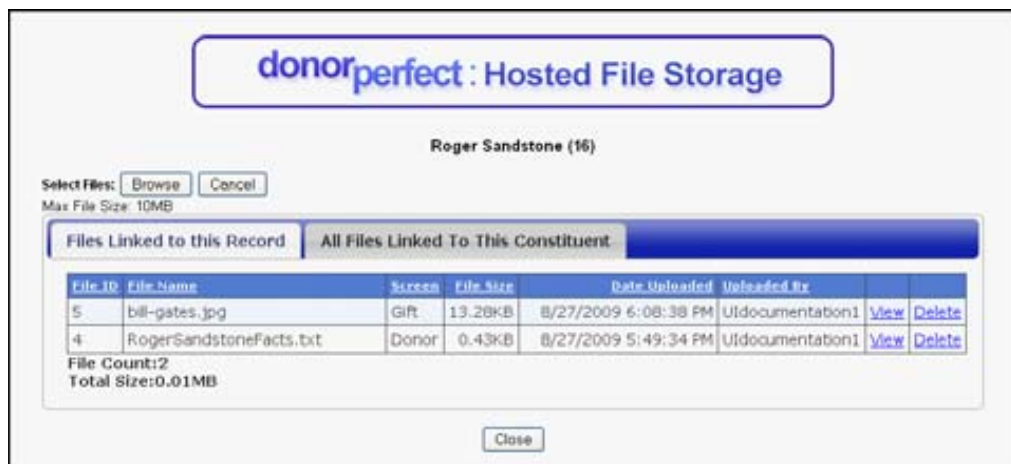 donorperfect : Hosted File Storage
Roger Sandstone (16)
Select Files: Browse Cancel
Max File Size: 10MB
Files Linked to this Record All Files Linked To This Constituent
File ID File Name Screen File Size Date Uploaded Uploaded By
5 bill-gates.jpg Gift 13.28KB 8/27/2009 6:08:38 PM UIdocumentation1 View Delete
4 RogerSandstoneFacts.txt Donor 0.43KB 8/27/2009 5:49:34 PM UIdocumentation1 View Delete
File Count:2
Total Size:0.01MB
Close